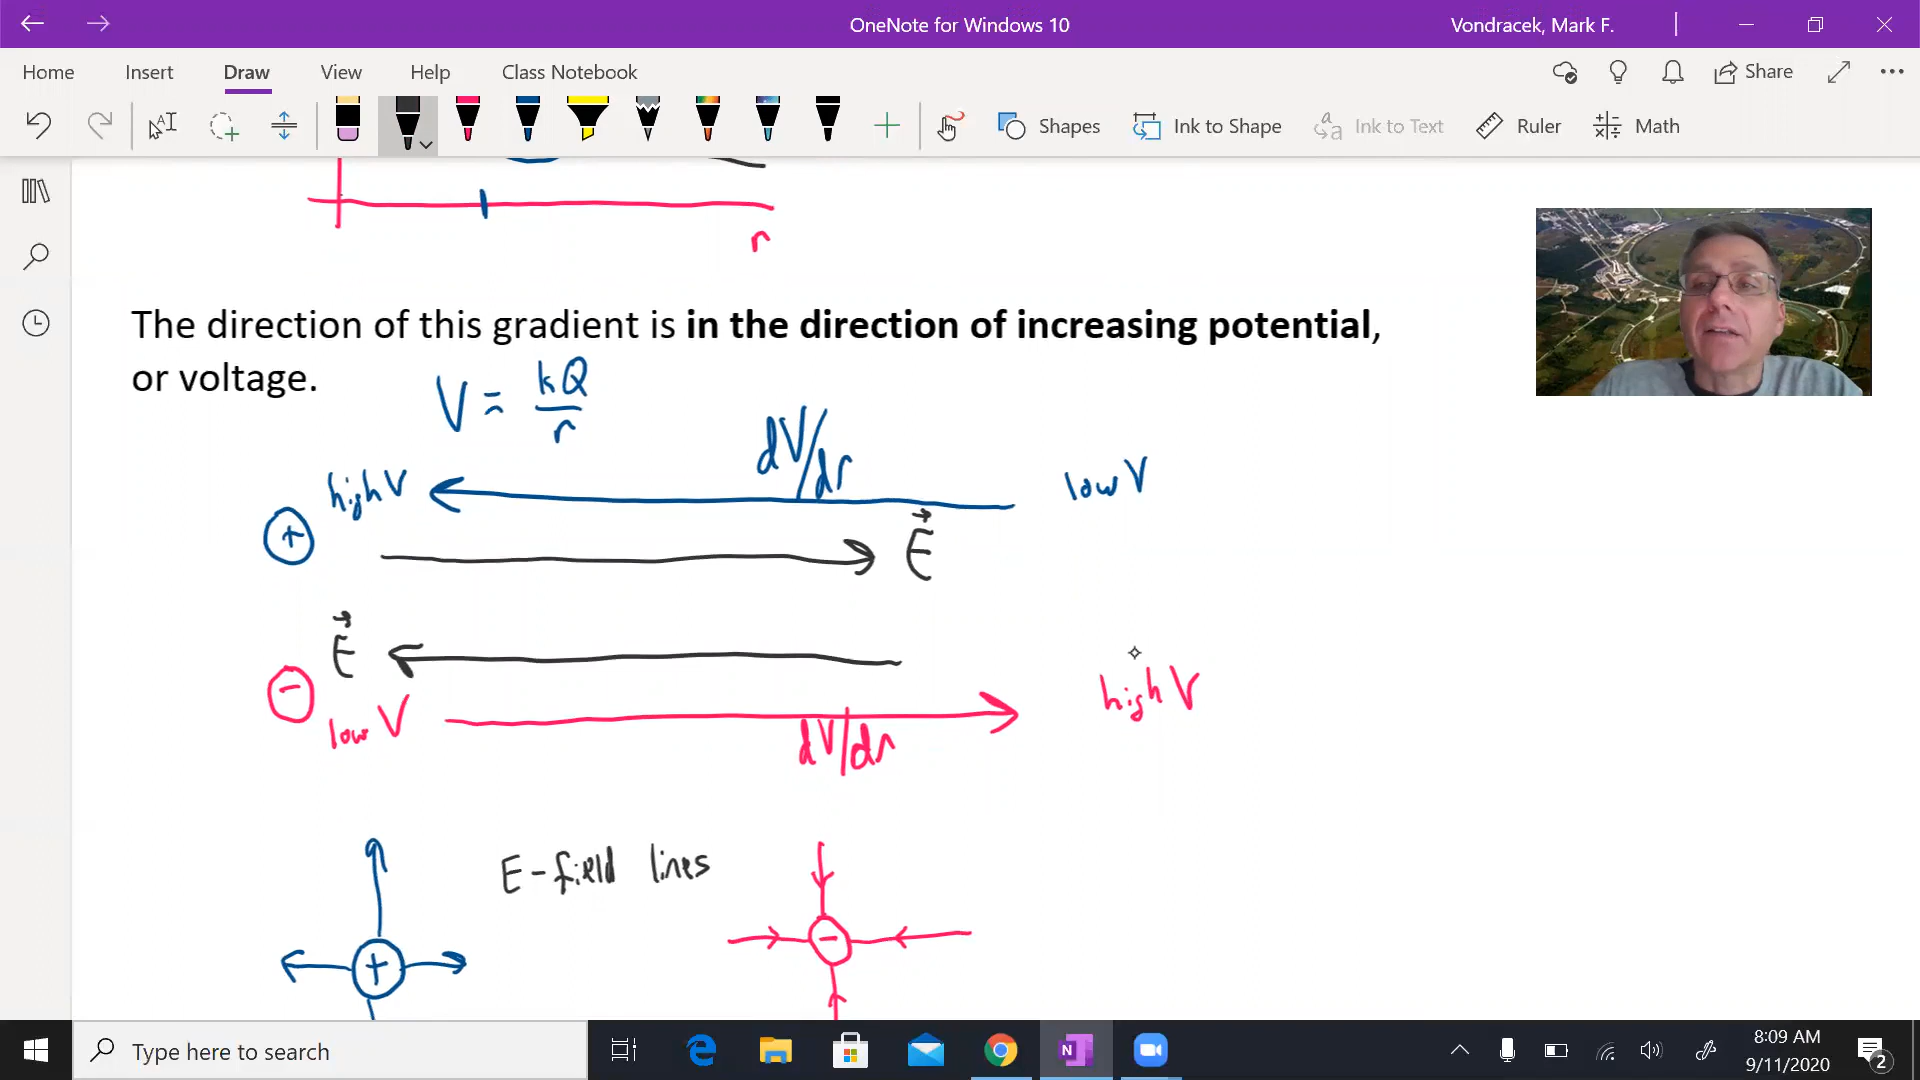 OneNote for Windows 10
Vondracek, Mark F.
Home Insert Draw View Help Class Notebook
Share
Shapes Ink to Shape Ink to Text Ruler Math
r
The direction of this gradient is in the direction of increasing potential,
or voltage.
V = kQ/r
dV/dr
high V
low V
+
E
E
−
low V
high V
dV/dr
E-field lines
+
−
Type here to search
8:09 AM
9/11/2020
2